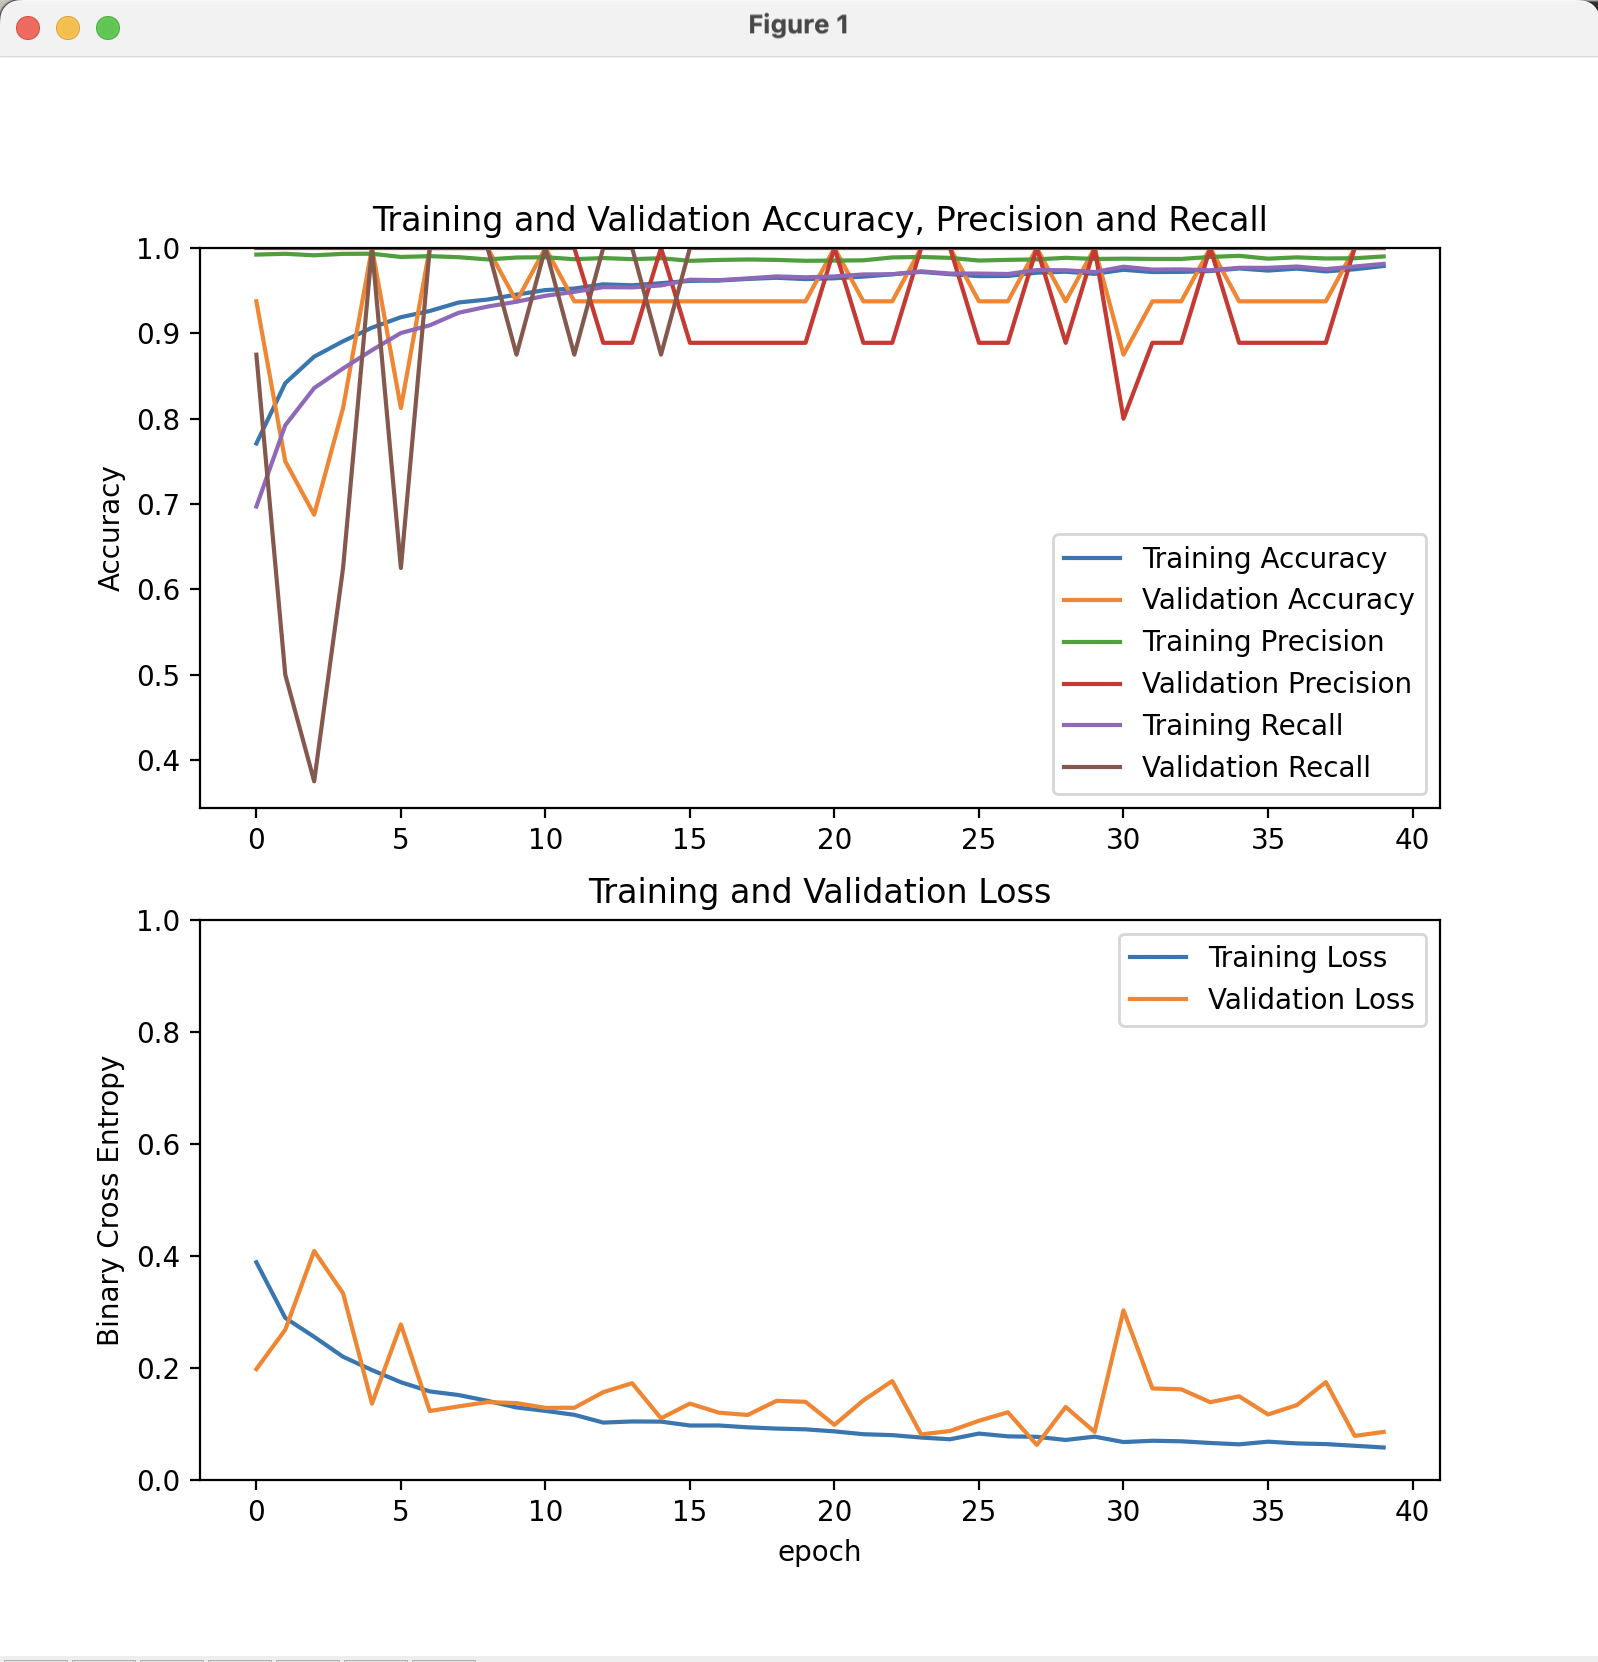 Figure 1
Training and Validation Accuracy, Precision and Recall
1.0
0.9
0.8
0.7
0.6
0.5
0.4
Accuracy
Training Accuracy
Validation Accuracy
Training Precision
Validation Precision
Training Recall
Validation Recall
0 5 10 15 20 25 30 35 40
Training and Validation Loss
1.0
0.8
0.6
0.4
0.2
0.0
Binary Cross Entropy
Training Loss
Validation Loss
0 5 10 15 20 25 30 35 40
epoch